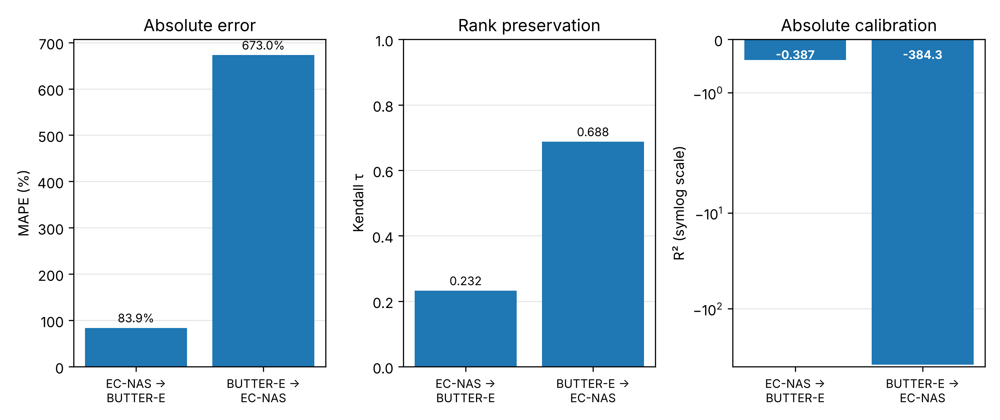 Absolute error
MAPE (%)
700
600
500
400
300
200
100
0
673.0%
83.9%
EC-NAS →
BUTTER-E
BUTTER-E →
EC-NAS
Rank preservation
Kendall τ
1.0
0.8
0.6
0.4
0.2
0.0
0.688
0.232
EC-NAS →
BUTTER-E
BUTTER-E →
EC-NAS
Absolute calibration
R² (symlog scale)
0
−10⁰
−10¹
−10²
-0.387
-384.3
EC-NAS →
BUTTER-E
BUTTER-E →
EC-NAS